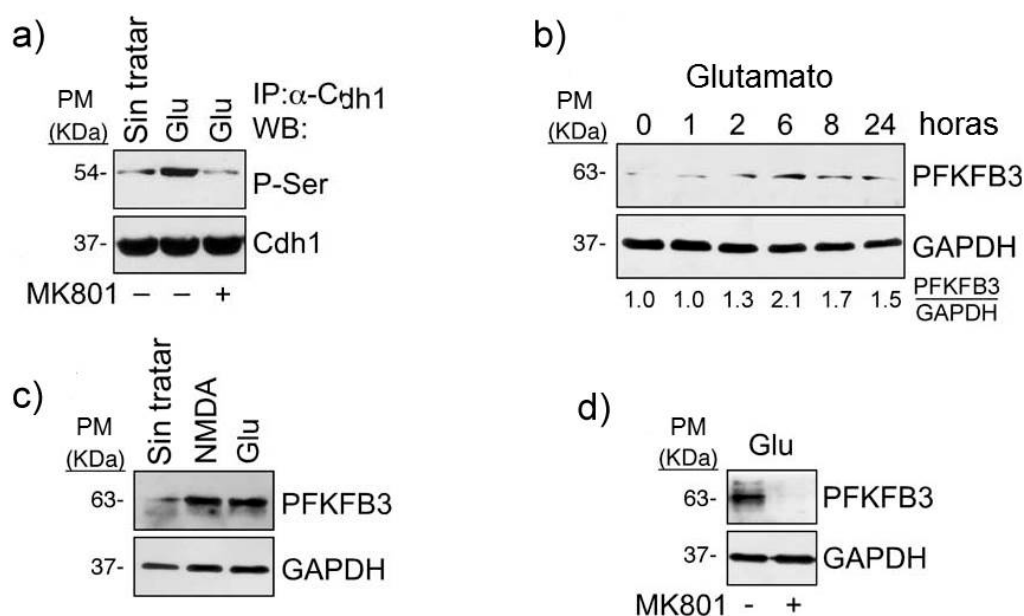 a)
PM
(KDa)
Sin tratar
Glu
Glu
IP:α-Cdh1
WB:
54-
P-Ser
37-
Cdh1
MK801 – – +
b)
Glutamato
PM
(KDa)
0 1 2 6 8 24 horas
63-
PFKFB3
37-
GAPDH
1.0 1.0 1.3 2.1 1.7 1.5
PFKFB3
GAPDH
c)
PM
(KDa)
Sin tratar
NMDA
Glu
63-
PFKFB3
37-
GAPDH
d)
PM
(KDa)
Glu
63-
PFKFB3
37-
GAPDH
MK801 - +